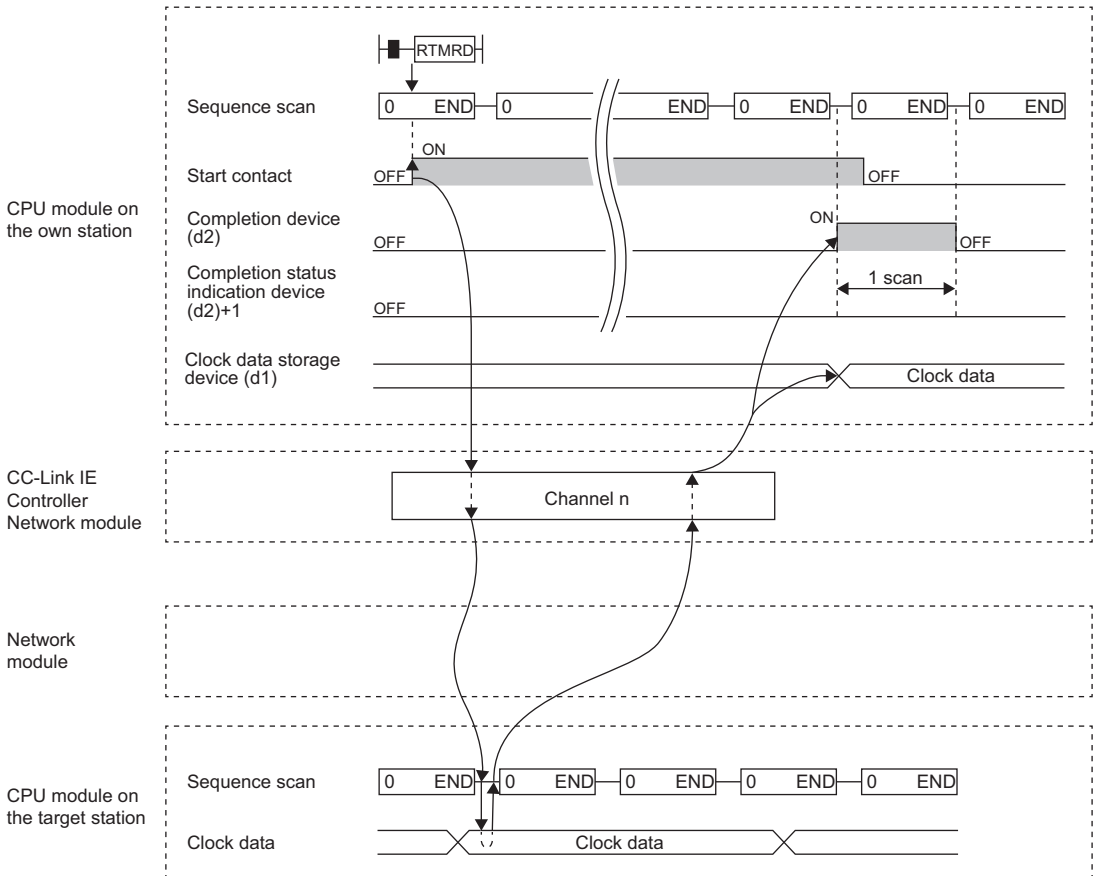 RTMRD
Sequence scan
0 END 0 END 0 END 0 END 0 END
ON
Start contact
OFF
OFF
CPU module on
the own station
Completion device
(d2)
ON
OFF
OFF
Completion status
indication device
(d2)+1
1 scan
OFF
Clock data storage
device (d1)
Clock data
CC-Link IE
Controller
Network module
Channel n
Network
module
CPU module on
the target station
Sequence scan
0 END 0 END 0 END 0 END 0 END
Clock data
Clock data